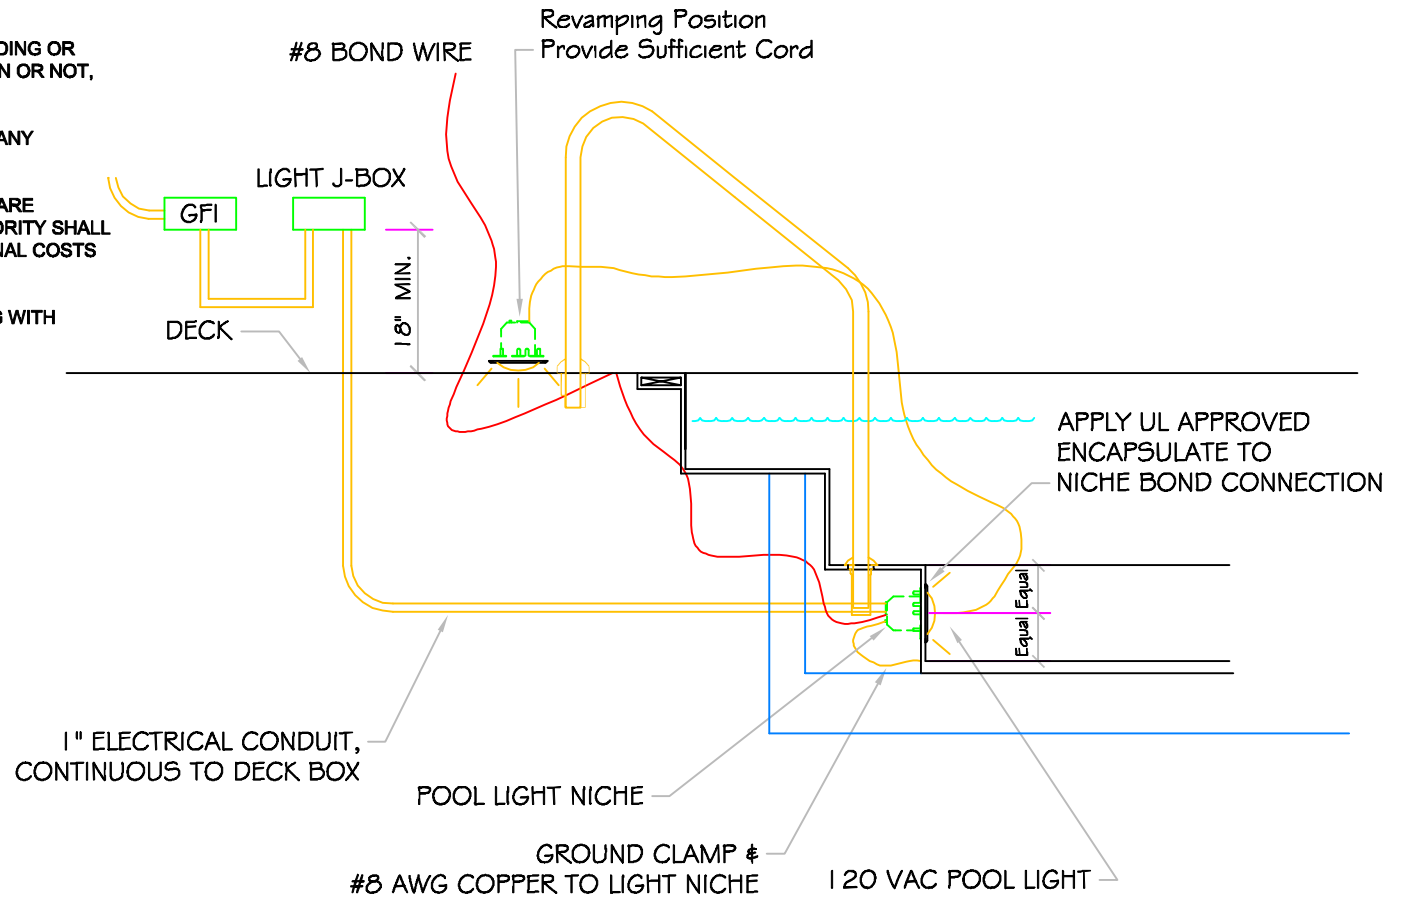 DING OR
N OR NOT,
ANY
ARE
ORITY SHALL
NAL COSTS
G WITH
#8 BOND WIRE
Revamping Position
Provide Sufficient Cord
LIGHT J-BOX
GFI
18" MIN.
DECK
APPLY UL APPROVED
ENCAPSULATE TO
NICHE BOND CONNECTION
Equal
Equal
1" ELECTRICAL CONDUIT,
CONTINUOUS TO DECK BOX
POOL LIGHT NICHE
GROUND CLAMP &
#8 AWG COPPER TO LIGHT NICHE
120 VAC POOL LIGHT